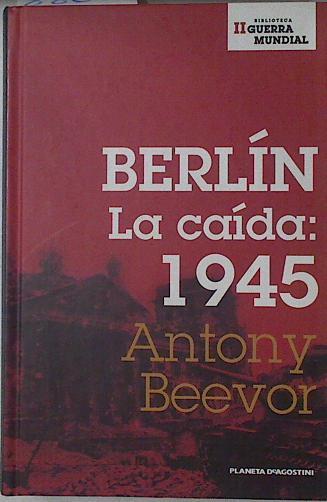 BIBLIOTECA
II GUERRA
MUNDIAL
BERLÍN
La caída:
1945
Antony
Beevor
PLANETA DEAGOSTINI